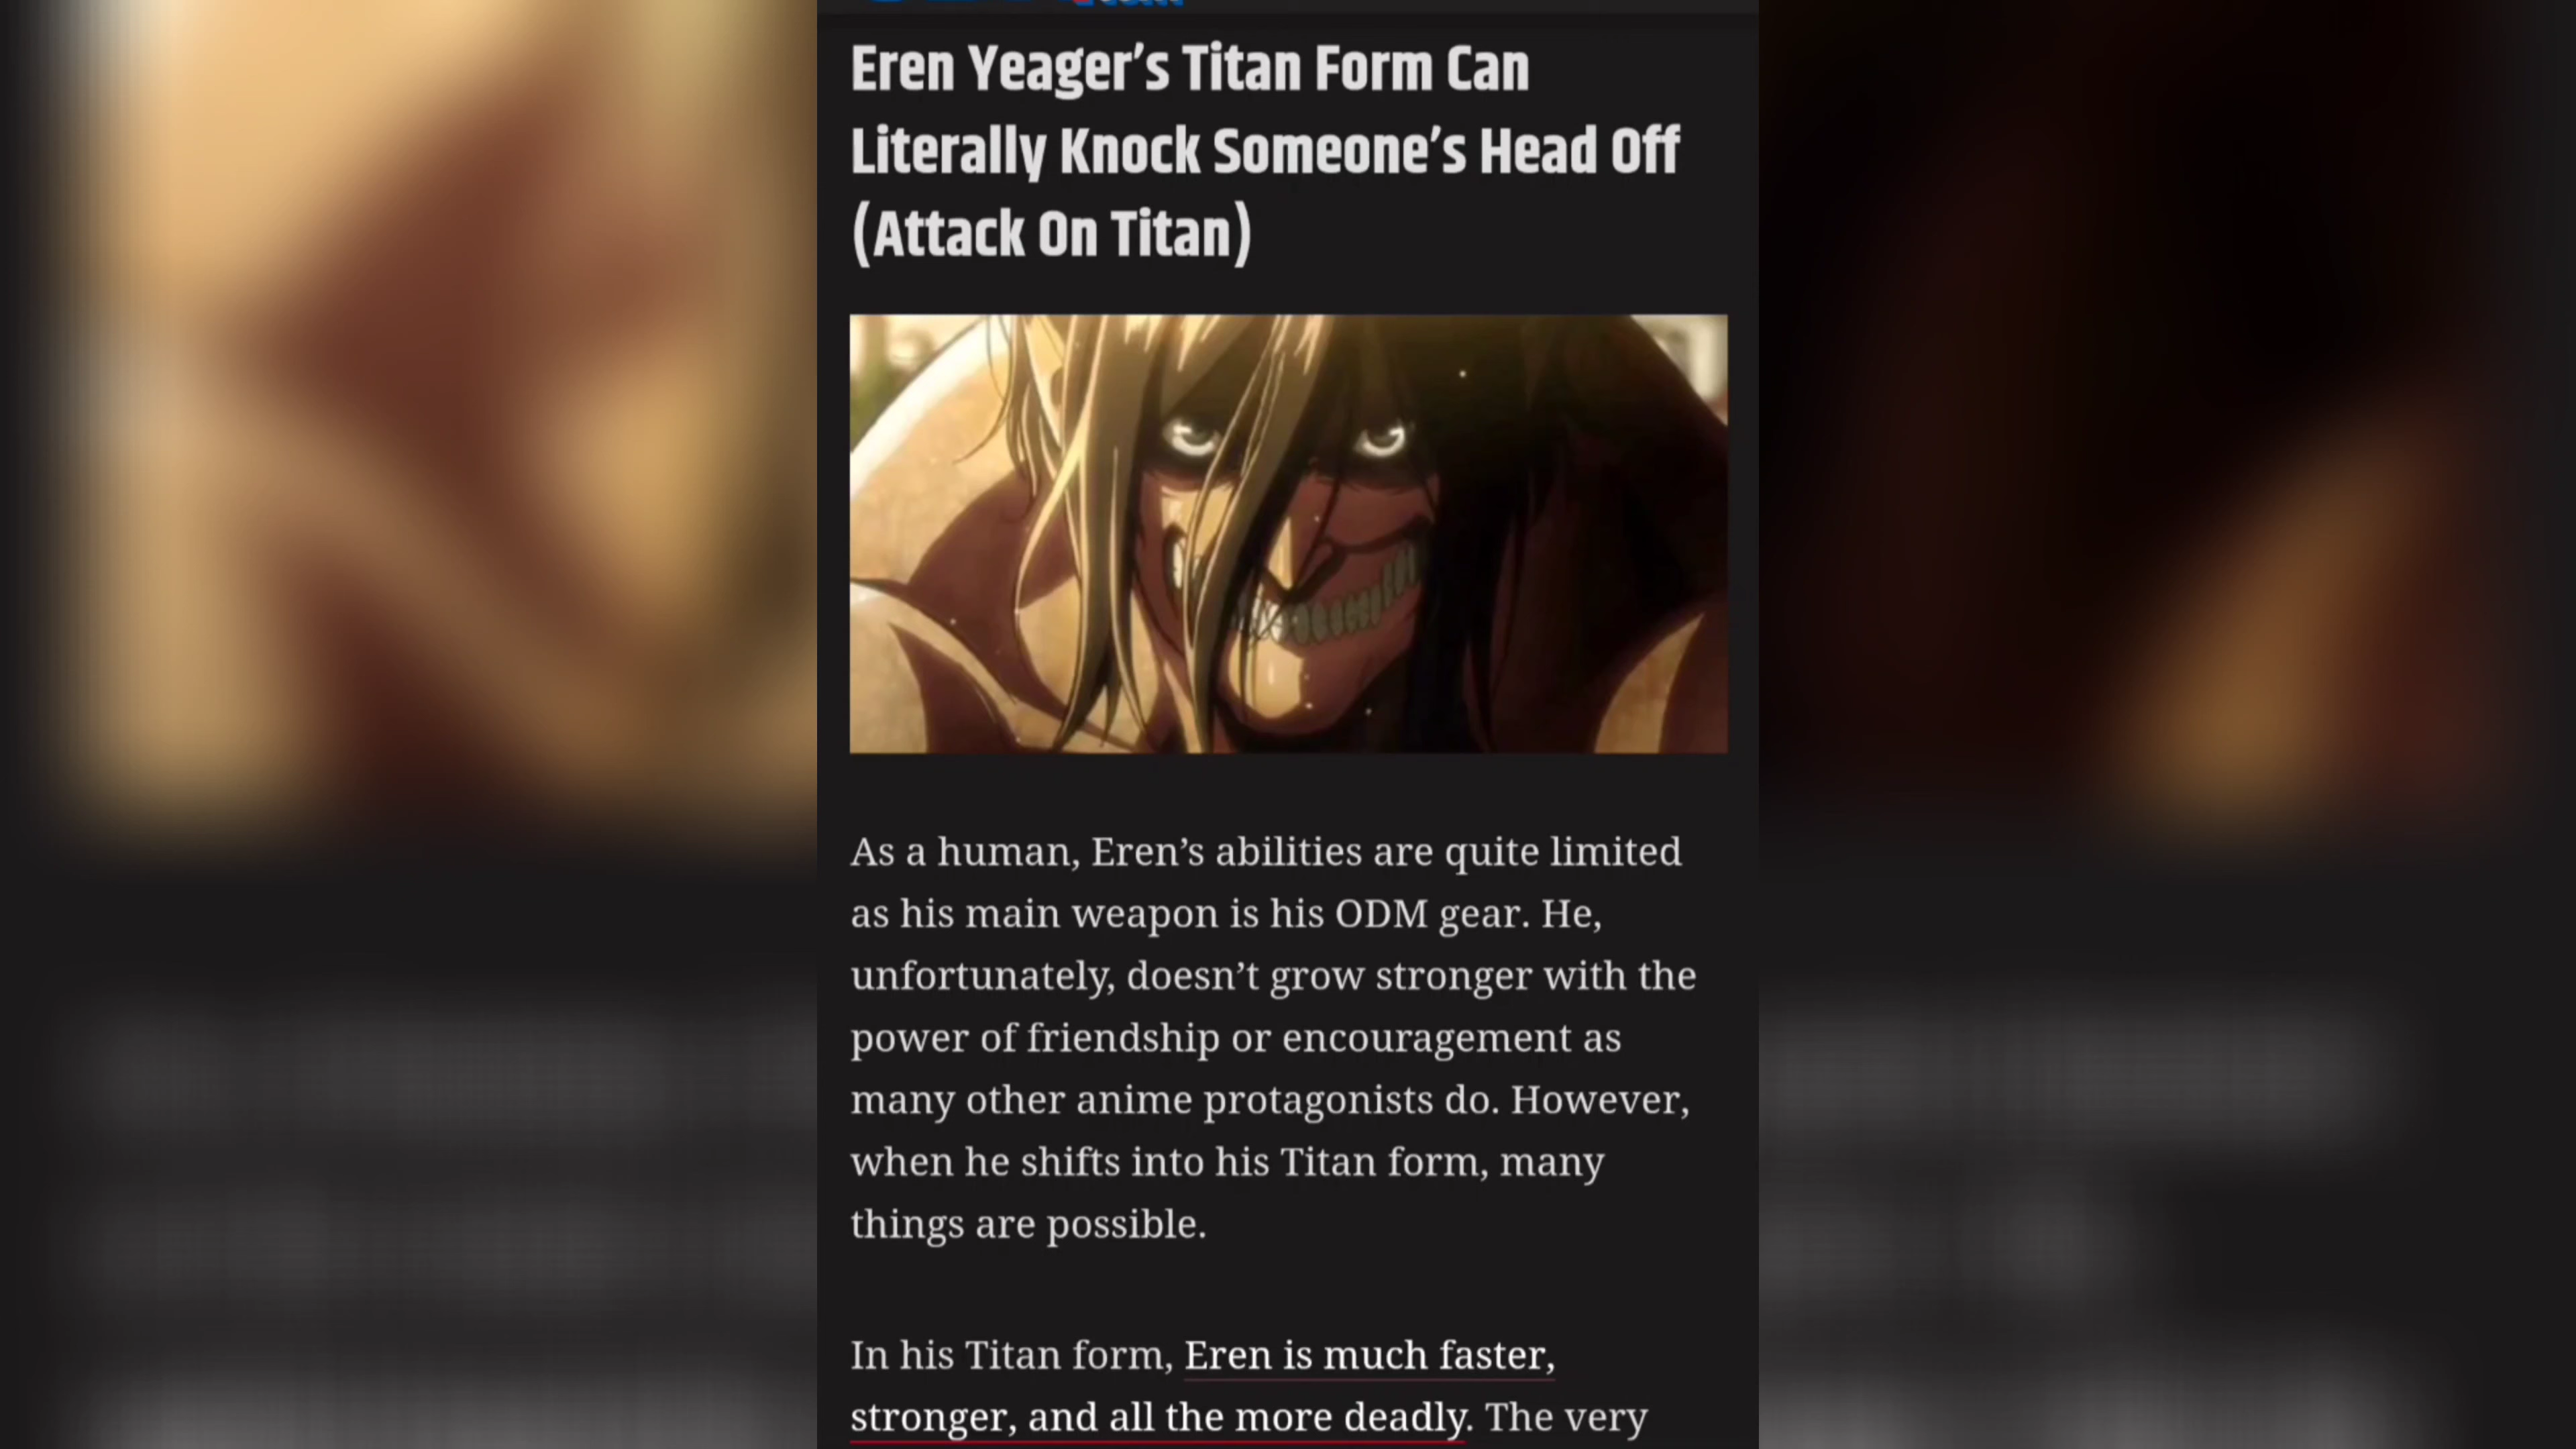 Eren Yeager’s Titan Form Can
Literally Knock Someone’s Head Off
(Attack On Titan)
As a human, Eren’s abilities are quite limited
as his main weapon is his ODM gear. He,
unfortunately, doesn’t grow stronger with the
power of friendship or encouragement as
many other anime protagonists do. However,
when he shifts into his Titan form, many
things are possible.
In his Titan form, Eren is much faster,
stronger, and all the more deadly. The very